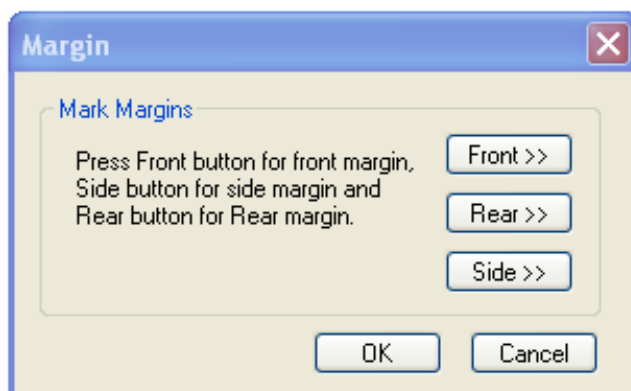 Margin
Mark Margins
Press Front button for front margin,
Side button for side margin and
Rear button for Rear margin.
Front >>
Rear >>
Side >>
OK
Cancel